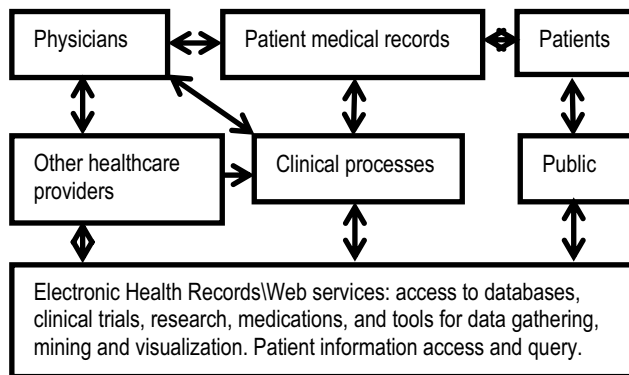 Physicians
Patient medical records
Patients
Other healthcare
providers
Clinical processes
Public
Electronic Health Records\Web services: access to databases,
clinical trials, research, medications, and tools for data gathering,
mining and visualization. Patient information access and query.